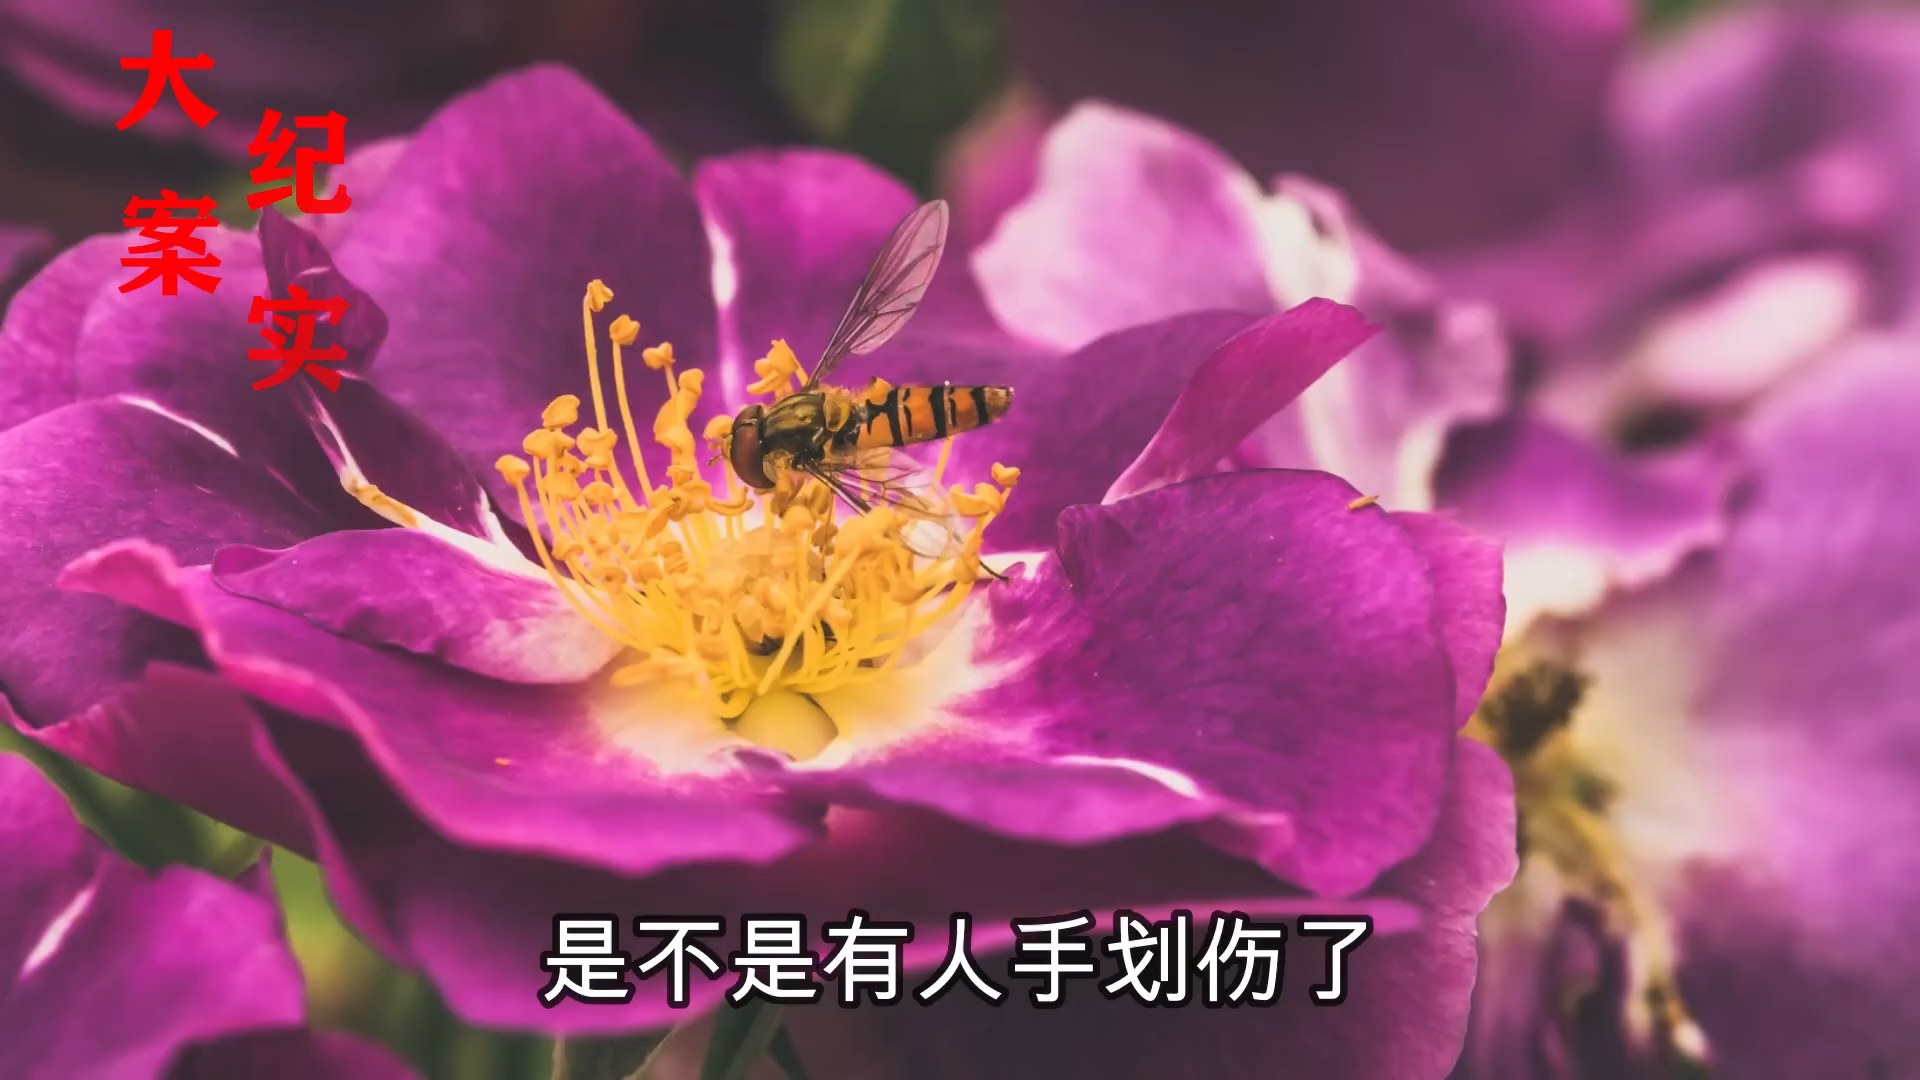 大案
纪实
是不是有人手划伤了